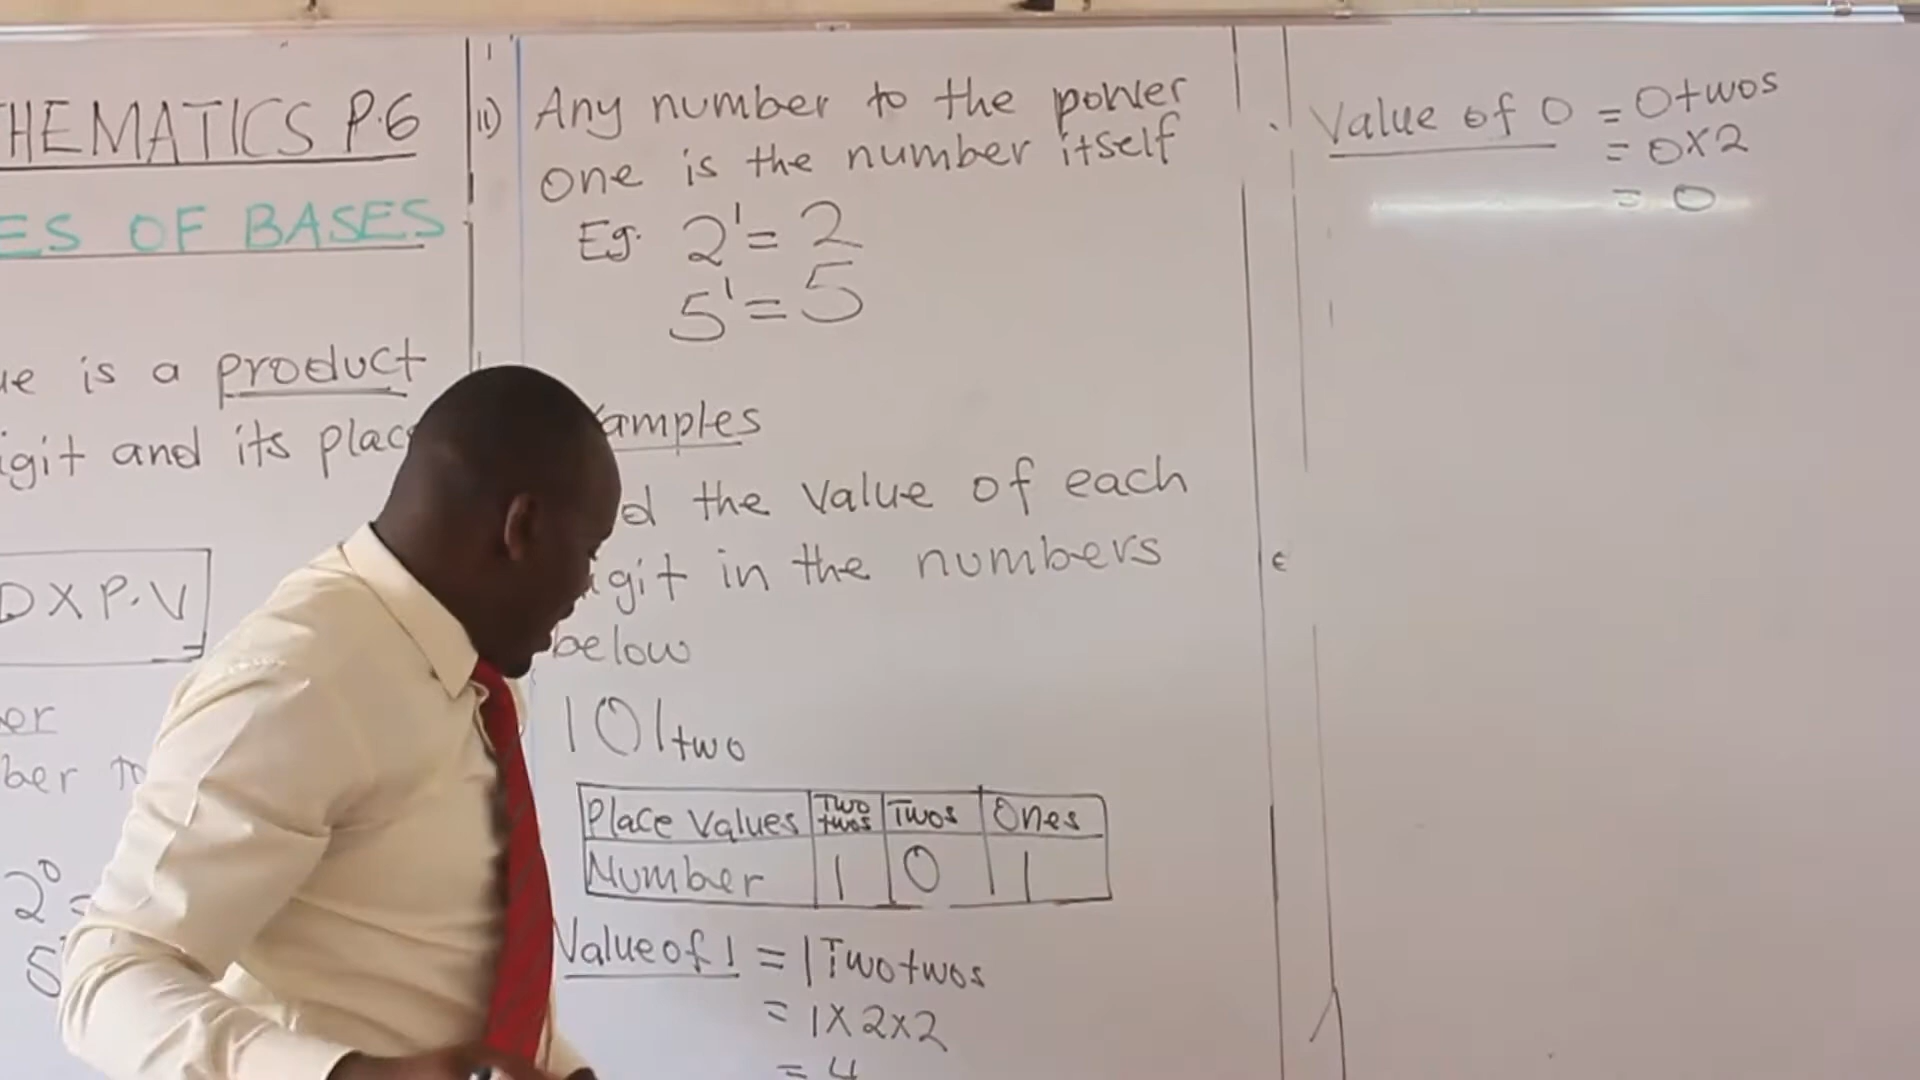 THEMATICS P.6
ES OF BASES
ue is a product
igit and its place
D X P.V
er
ber to
2⁰ =
5
ii) Any number to the power
one is the number itself
Eg. 2¹ = 2
5¹ = 5
amples
d the value of each
igit in the numbers
below
101two
Place Values Two twos Twos Ones
Number 1 0 1
Value of 1 = 1 Two twos
= 1 X 2 X 2
= 4
Value of 0 = 0 twos
= 0 X 2
= 0